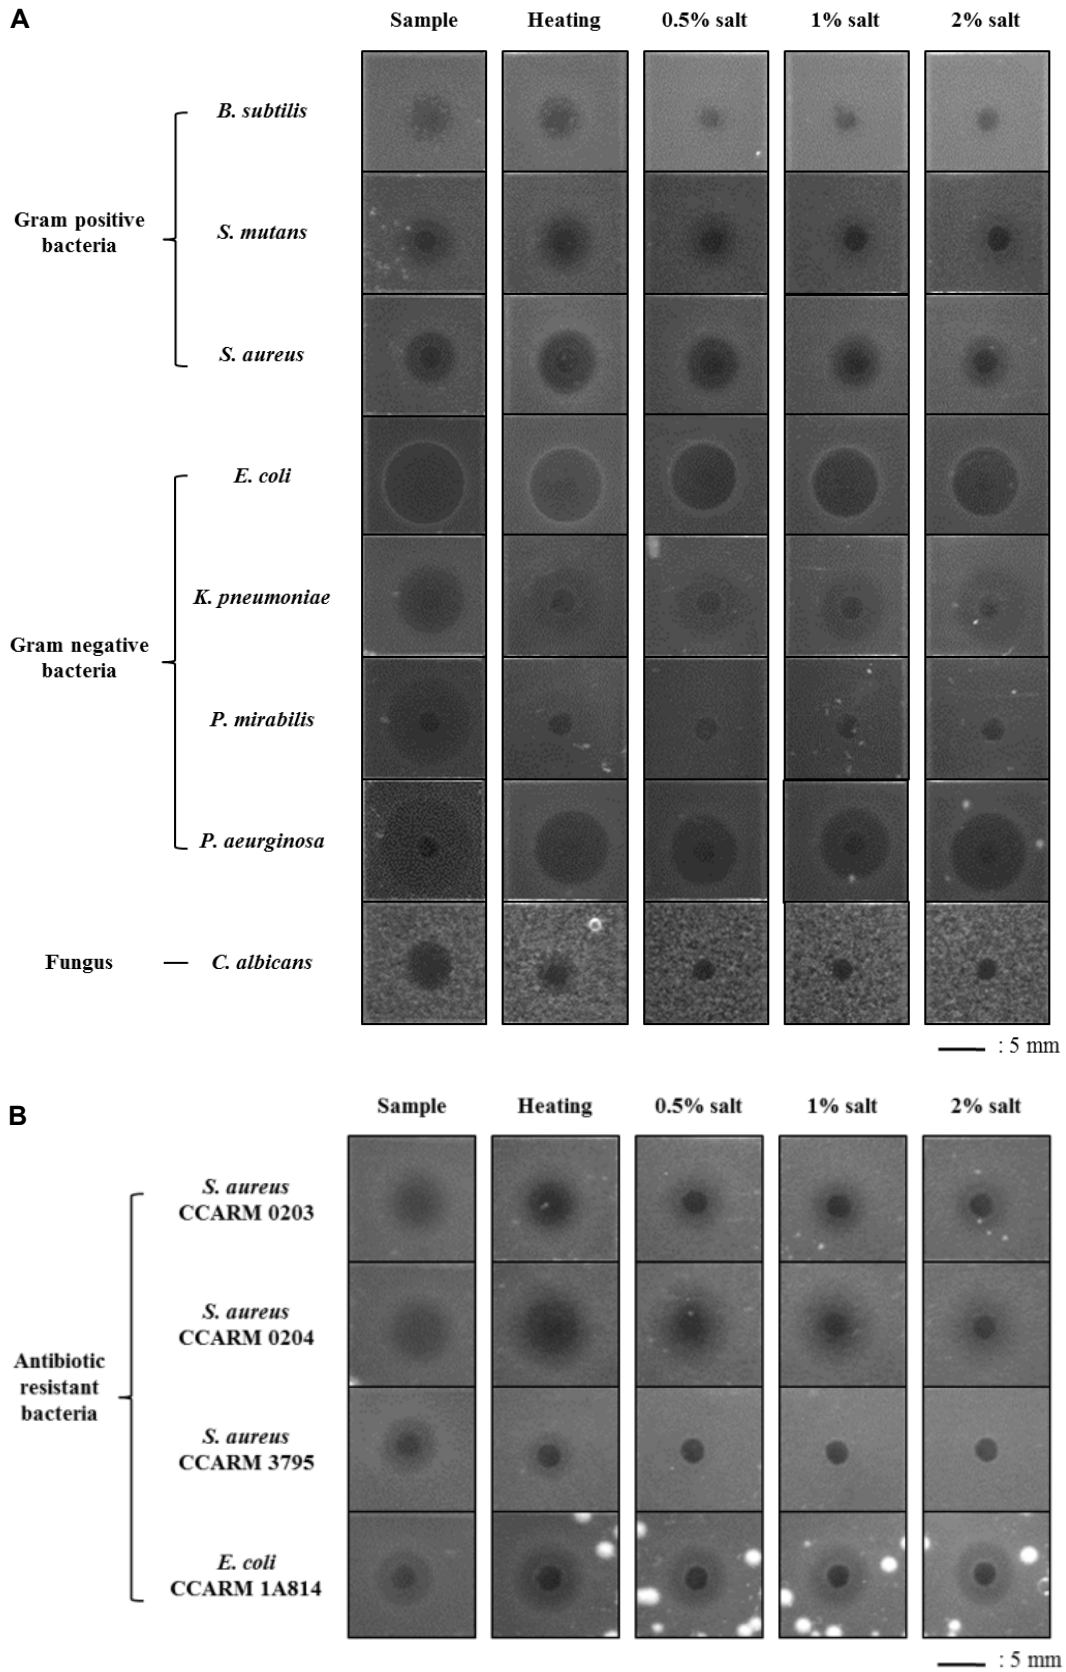 A
Sample Heating 0.5% salt 1% salt 2% salt
B. subtilis
Gram positive
bacteria
S. mutans
S. aureus
E. coli
K. pneumoniae
Gram negative
bacteria
P. mirabilis
P. aeurginosa
Fungus
C. albicans
: 5 mm
B
Sample Heating 0.5% salt 1% salt 2% salt
S. aureus
CCARM 0203
S. aureus
CCARM 0204
Antibiotic
resistant
bacteria
S. aureus
CCARM 3795
E. coli
CCARM 1A814
: 5 mm